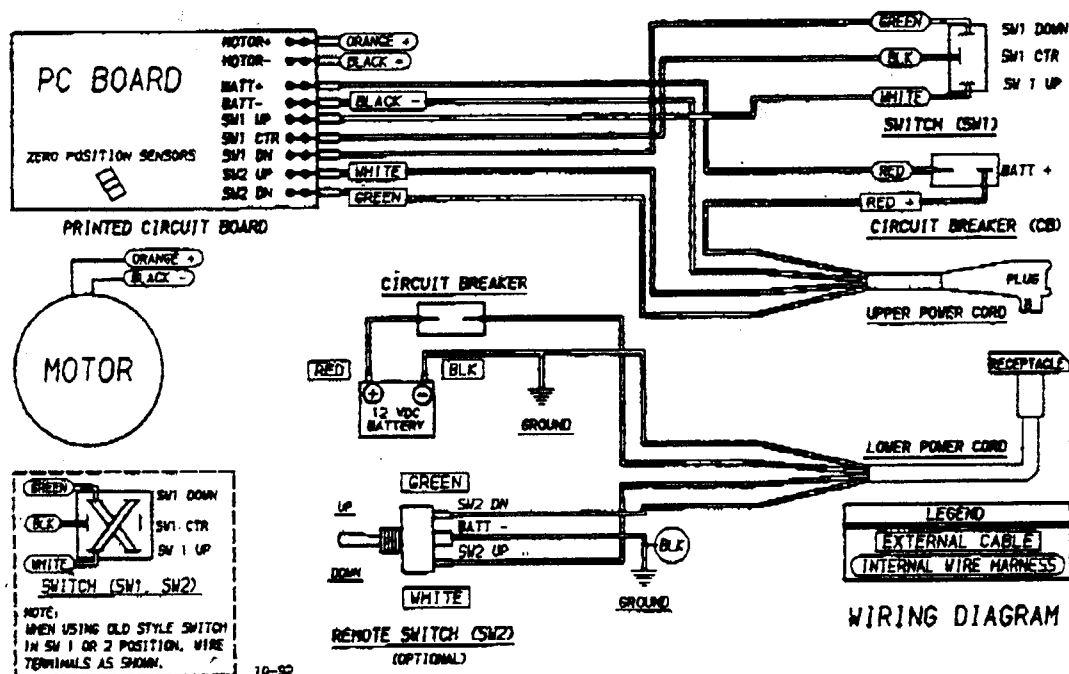 PC BOARD
MOTOR+
MOTOR-
BATT+
BATT-
SW1 UP
SW1 CTR
SW1 DN
SW2 UP
SW2 DN
ORANGE +
BLACK -
BLACK -
WHITE
GREEN
ZERO POSITION SENSORS
PRINTED CIRCUIT BOARD
GREEN
BLK
WHITE
SW1 DOWN
SW1 CTR
SW 1 UP
SWITCH (SW1)
RED
BATT +
RED +
CIRCUIT BREAKER (CB)
ORANGE +
BLACK -
MOTOR
CIRCUIT BREAKER
PLUG
UPPER POWER CORD
RED
BLK
+
-
12 VDC
BATTERY
GROUND
RECEPTACLE
LOWER POWER CORD
GREEN
BLK
WHITE
SW1 DOWN
SW1 CTR
SW 1 UP
SWITCH (SW1, SW2)
NOTE:
WHEN USING OLD STYLE SWITCH
IN SW 1 OR 2 POSITION, WIRE
TERMINALS AS SHOWN.
10-92
GREEN
UP
DOWN
SW2 DN
BATT -
SW2 UP
BLK
WHITE
GROUND
REMOTE SWITCH (SW2)
(OPTIONAL)
LEGEND
EXTERNAL CABLE
INTERNAL WIRE HARNESS
WIRING DIAGRAM